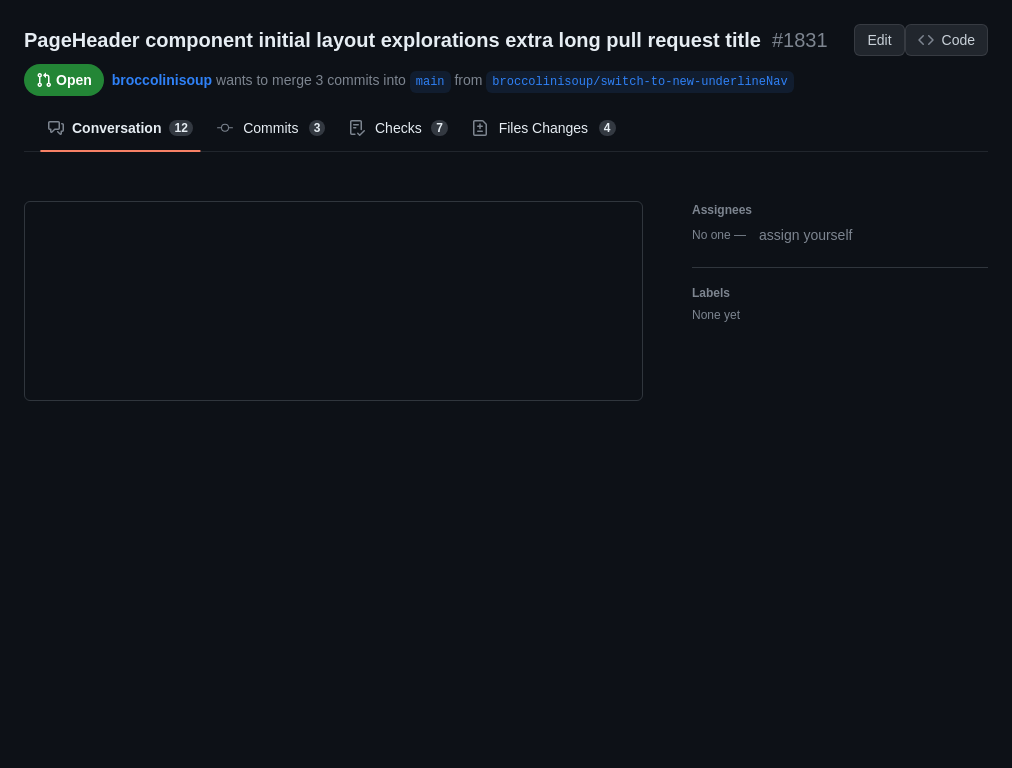 PageHeader component initial layout explorations extra long pull request title #1831
Edit
Code
Open
broccolinisoup wants to merge 3 commits into main from broccolinisoup/switch-to-new-underlineNav
Conversation 12
Commits 3
Checks 7
Files Changes 4
Assignees
No one — assign yourself
Labels
None yet